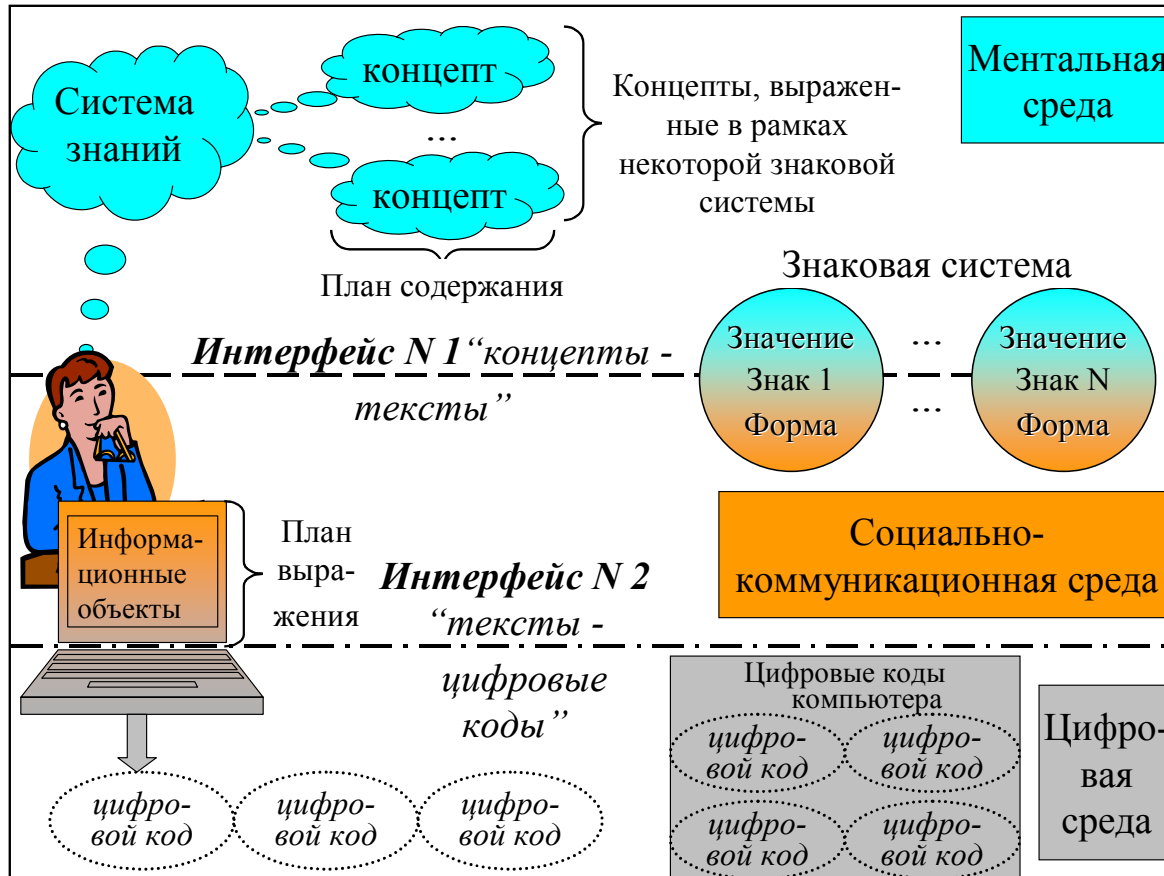 Система
знаний
концепт
...
концепт
План содержания
Концепты, выражен-
ные в рамках
некоторой знаковой
системы
Ментальная
среда
Знаковая система
Значение
Знак 1
Форма
...
...
Значение
Знак N
Форма
Интерфейс N 1 “концепты -
тексты”
Информа-
ционные
объекты
План
выра-
жения
Социально-
коммуникационная среда
Интерфейс N 2
“тексты -
цифровые
коды”
цифро-
вой код
цифро-
вой код
цифро-
вой код
Цифровые коды
компьютера
цифро-
вой код
цифро-
вой код
цифро-
вой код
цифро-
вой код
Цифро-
вая
среда